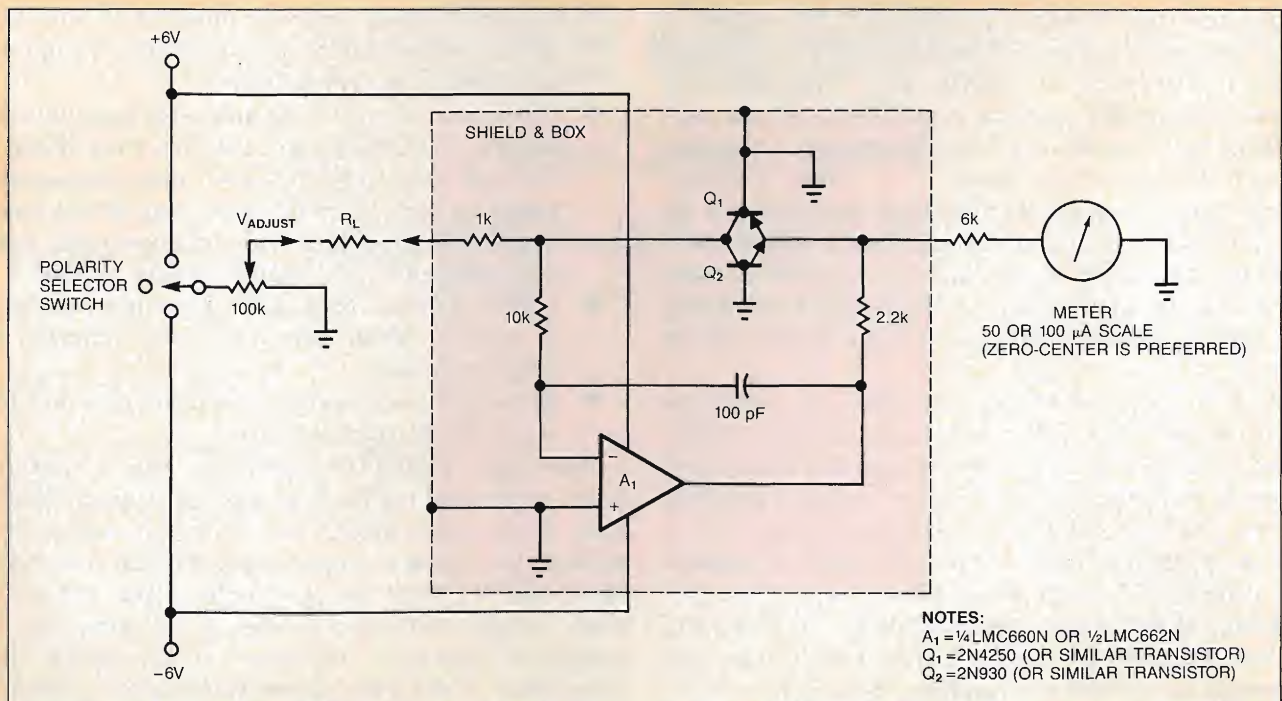 +6V
SHIELD & BOX
Q1
6k
VADJUST
RL
1k
POLARITY
SELECTOR
SWITCH
100k
Q2
10k
2.2k
METER
50 OR 100 μA SCALE
(ZERO-CENTER IS PREFERRED)
100 pF
−
A1
+
−6V
NOTES:
A1 = ¼LMC660N OR ½LMC662N
Q1 = 2N4250 (OR SIMILAR TRANSISTOR)
Q2 = 2N930 (OR SIMILAR TRANSISTOR)